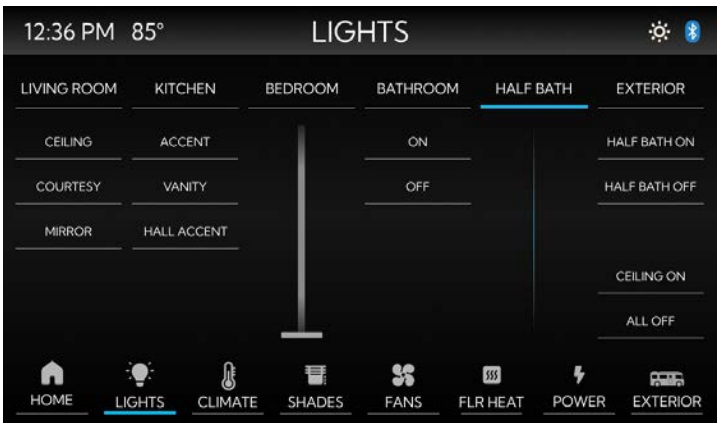 12:36 PM 85° LIGHTS
LIVING ROOM KITCHEN BEDROOM BATHROOM HALF BATH EXTERIOR
CEILING ACCENT ON HALF BATH ON
COURTESY VANITY OFF HALF BATH OFF
MIRROR HALL ACCENT
CEILING ON
ALL OFF
HOME LIGHTS CLIMATE SHADES FANS FLR HEAT POWER EXTERIOR